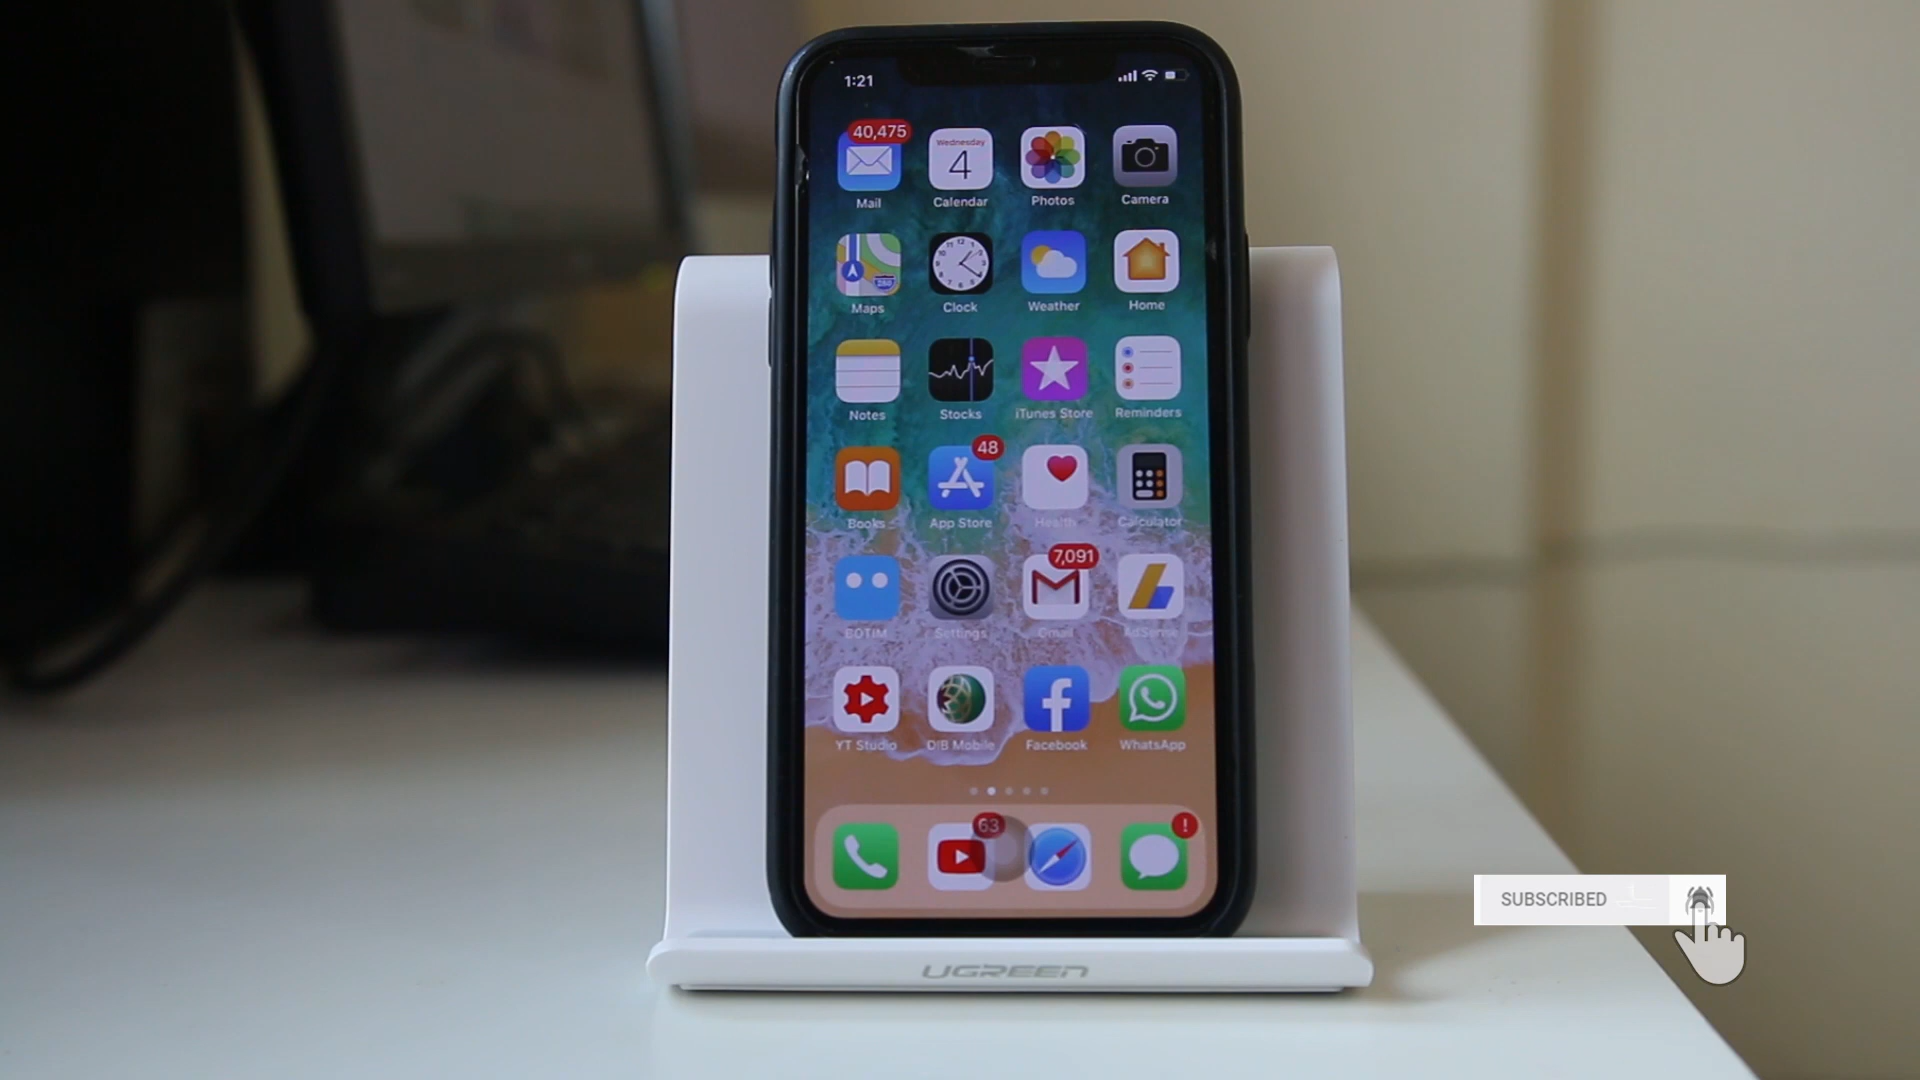 1:21
40,475
Wednesday
4
Mail
Calendar
Photos
Camera
Maps
Clock
Weather
Home
Notes
Stocks
iTunes Store
Reminders
48
Books
App Store
Health
Calculator
7,091
BOTIM
Settings
Gmail
AdSense
YT Studio
DIB Mobile
Facebook
WhatsApp
63
!
SUBSCRIBED
UGREEN